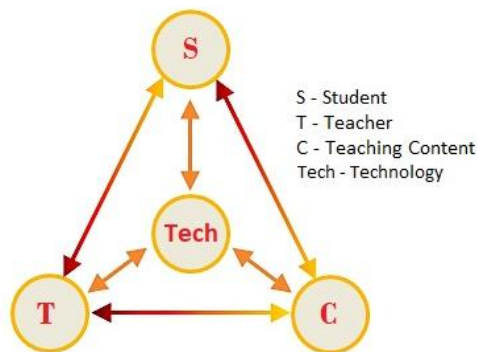 S
S - Student
T - Teacher
C - Teaching Content
Tech - Technology
Tech
T
C